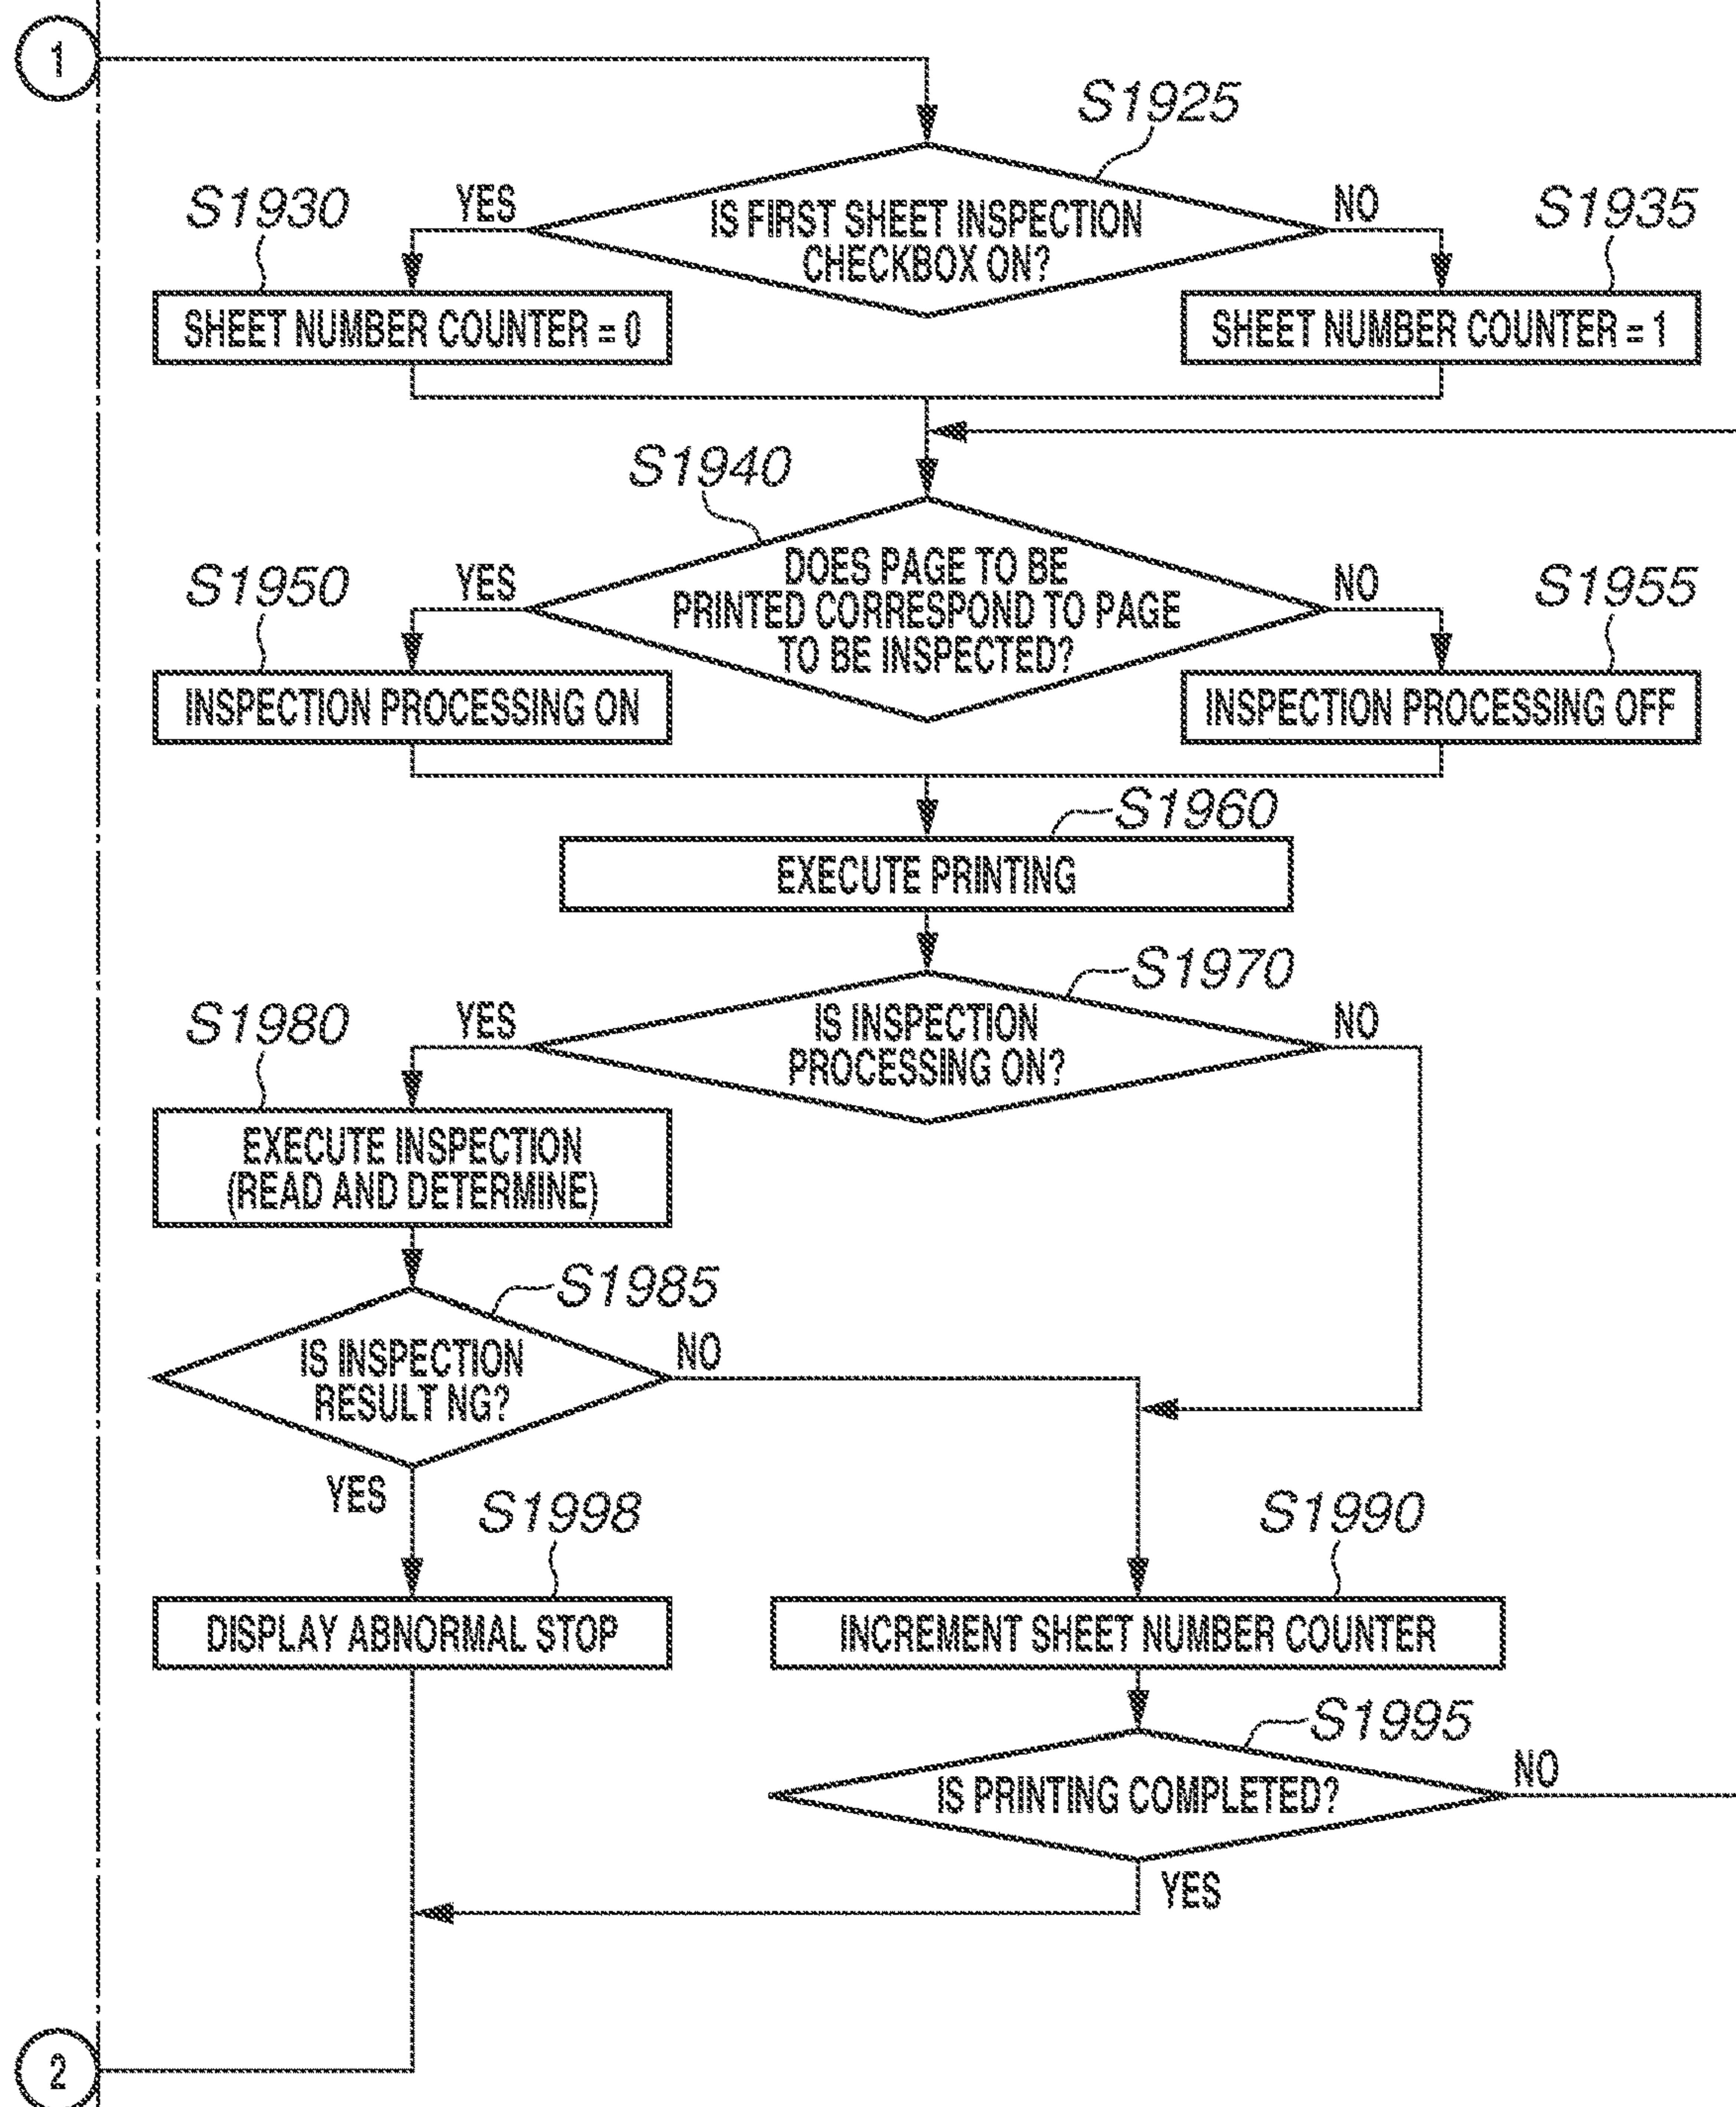 1
S1925
S1930
YES
IS FIRST SHEET INSPECTION
CHECKBOX ON?
NO
S1935
SHEET NUMBER COUNTER = 0
SHEET NUMBER COUNTER = 1
S1940
S1950
YES
DOES PAGE TO BE
PRINTED CORRESPOND TO PAGE
TO BE INSPECTED?
NO
S1955
INSPECTION PROCESSING ON
INSPECTION PROCESSING OFF
S1960
EXECUTE PRINTING
S1970
S1980
YES
IS INSPECTION
PROCESSING ON?
NO
EXECUTE INSPECTION
(READ AND DETERMINE)
S1985
IS INSPECTION
RESULT NG?
NO
YES
S1998
S1990
DISPLAY ABNORMAL STOP
INCREMENT SHEET NUMBER COUNTER
S1995
IS PRINTING COMPLETED?
NO
YES
2